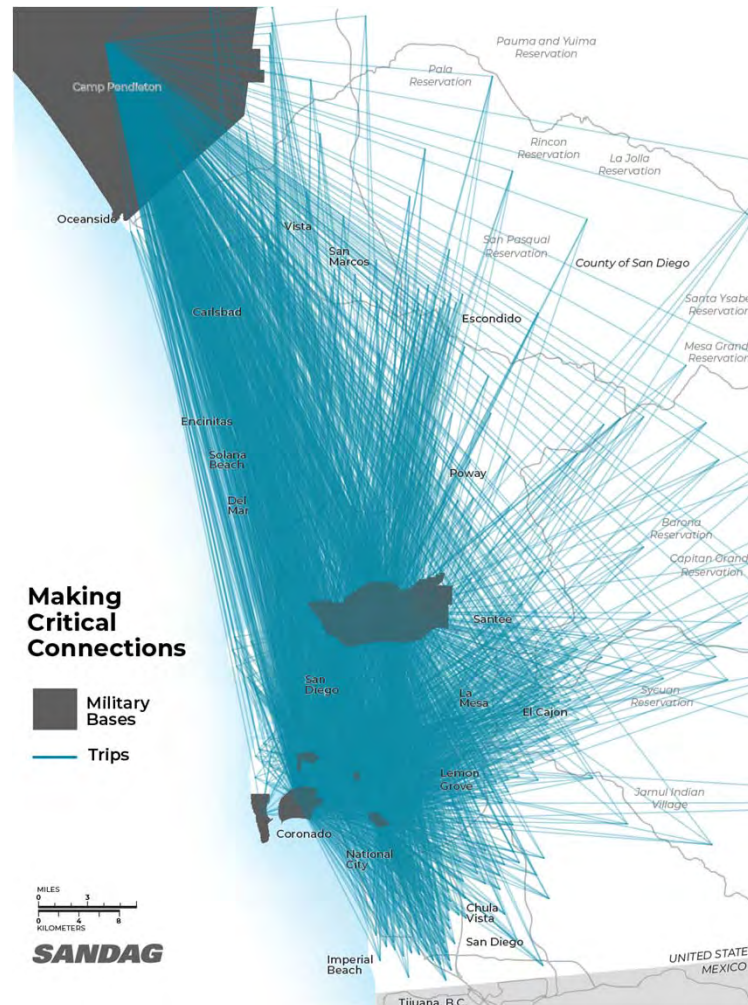 Pauma and Yuima
Reservation
Pala
Reservation
Camp Pendleton
Rincon
Reservation
La Jolla
Reservation
Oceanside
Vista
San
Marcos
San Pasqual
Reservation
County of San Diego
Santa Ysabe
Reservation
Carlsbad
Escondido
Mesa Grand
Reservation
Encinitas
Solana
Beach
Poway
Del
Mar
Barona
Reservation
Capitan Grand
Reservation
Making
Critical
Connections
Military
Bases
Trips
Santee
San
Diego
La
Mesa
El Cajon
Sycuan
Reservation
Lemon
Grove
Jamul Indian
Village
Coronado
National
City
MILES
0 3
0 4 8
KILOMETERS
SANDAG
Chula
Vista
San Diego
Imperial
Beach
UNITED STATE
MEXICO
Tijuana, B.C.